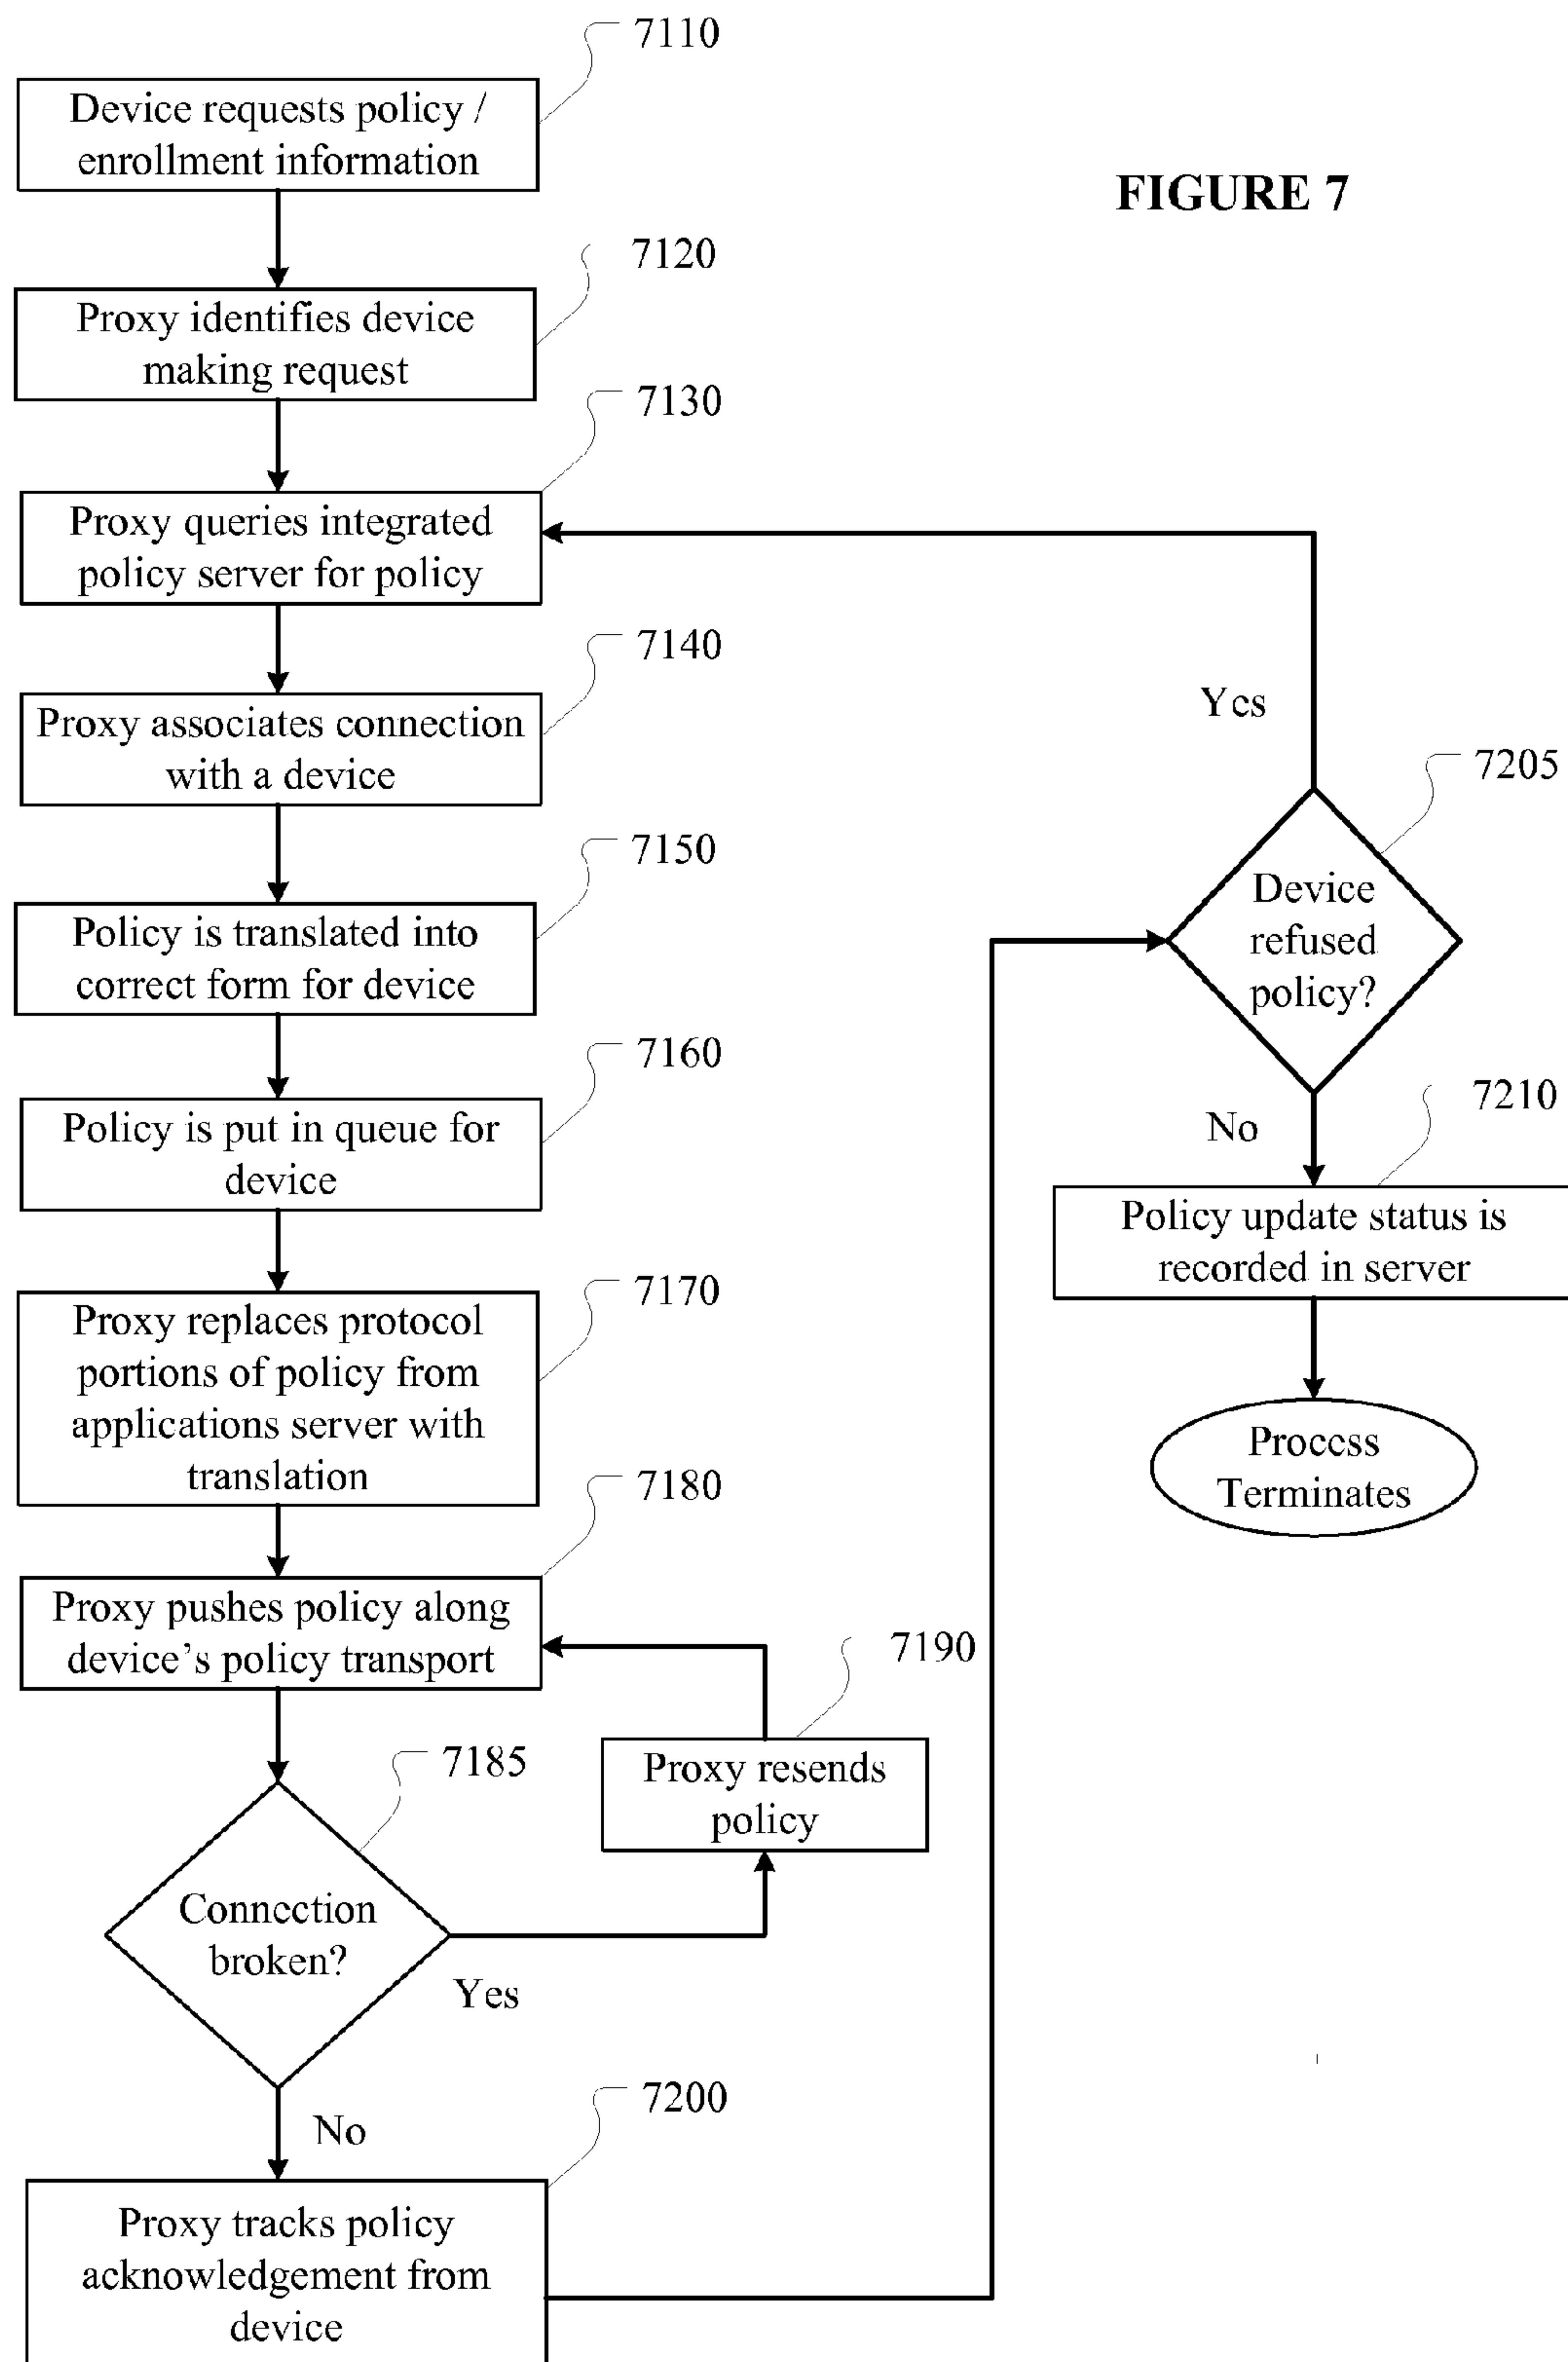 7110
Device requests policy /
enrollment information
FIGURE 7
7120
Proxy identifies device
making request
7130
Proxy queries integrated
policy server for policy
7140
Proxy associates connection
with a device
7150
Policy is translated into
correct form for device
7160
Policy is put in queue for
device
7170
Proxy replaces protocol
portions of policy from
applications server with
translation
7180
Proxy pushes policy along
device's policy transport
7185
Connection
broken?
Yes
7190
Proxy resends
policy
No
7200
Proxy tracks policy
acknowledgement from
device
7205
Device
refused
policy?
Yes
No
7210
Policy update status is
recorded in server
Process
Terminates